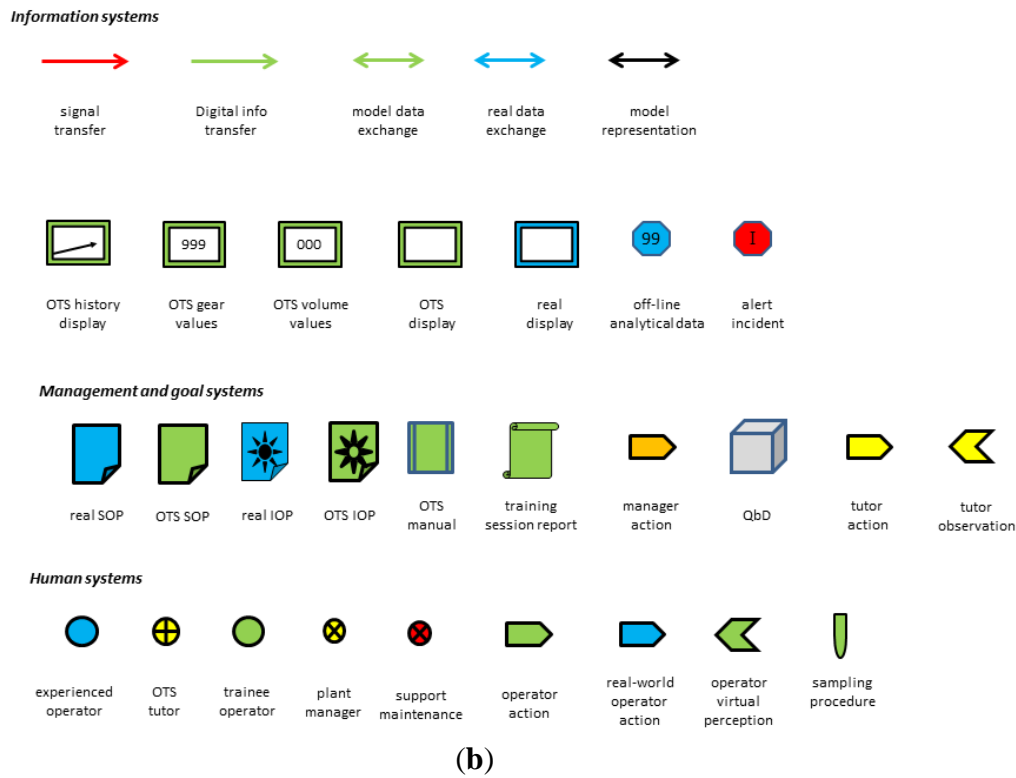 Information systems
signal
transfer
Digital info
transfer
model data
exchange
real data
exchange
model
representation
999
000
99
I
OTS history
display
OTS gear
values
OTS volume
values
OTS
display
real
display
off-line
analytical data
alert
incident
Management and goal systems
real SOP
OTS SOP
real IOP
OTS IOP
OTS
manual
training
session report
manager
action
QbD
tutor
action
tutor
observation
Human systems
experienced
operator
OTS
tutor
trainee
operator
plant
manager
support
maintenance
operator
action
real-world
operator
action
operator
virtual
perception
sampling
procedure
(b)